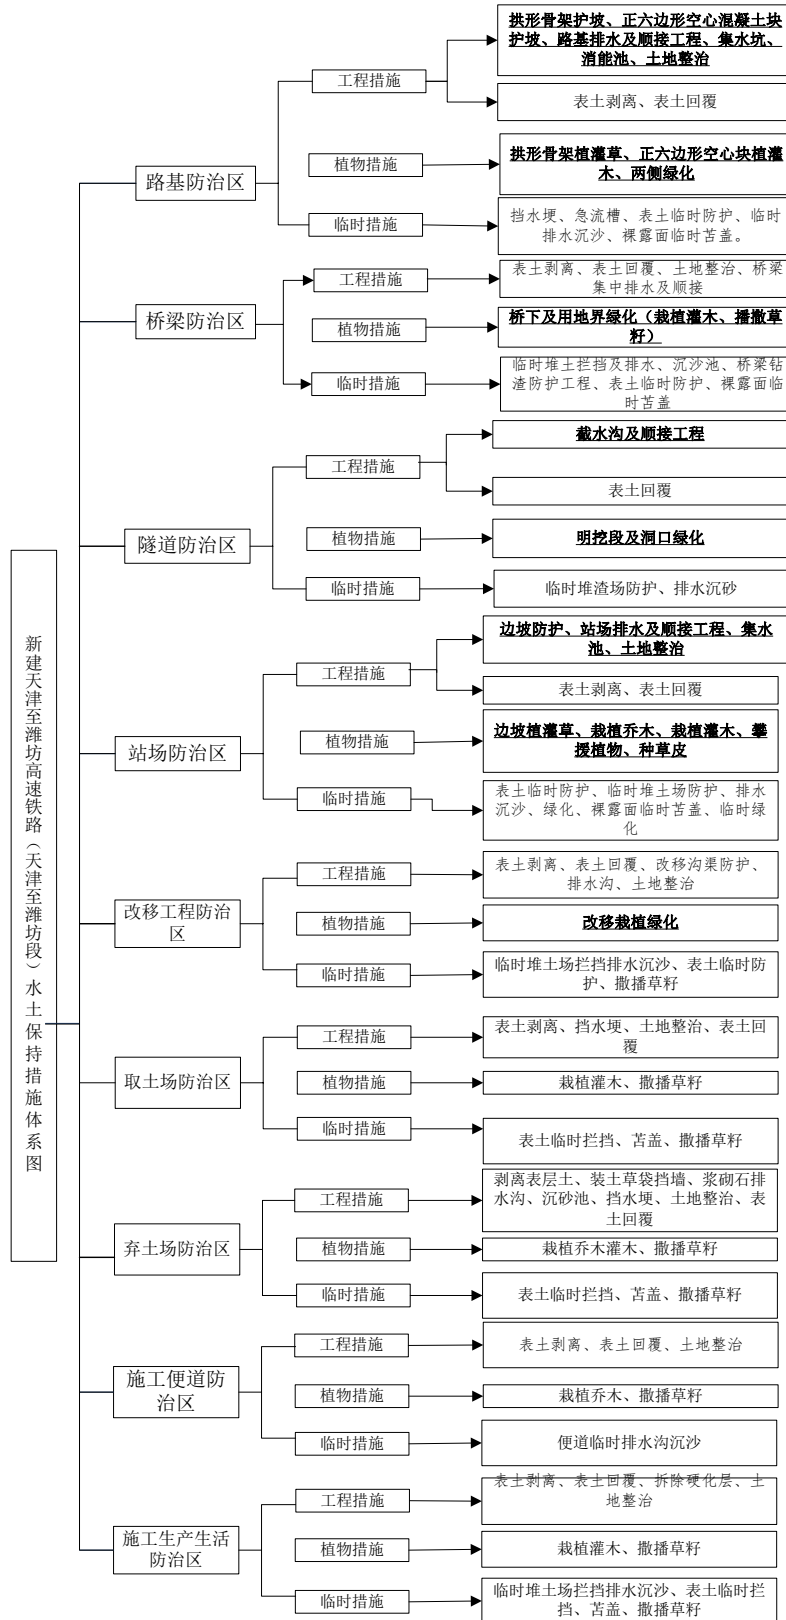 新建天津至潍坊高速铁路（天津至潍坊段）水土保持措施体系图
路基防治区
工程措施
拱形骨架护坡、正六边形空心混凝土块
护坡、路基排水及顺接工程、集水坑、
消能池、土地整治
表土剥离、表土回覆
植物措施
拱形骨架植灌草、正六边形空心块植灌
木、两侧绿化
临时措施
挡水埂、急流槽、表土临时防护、临时
排水沉沙、裸露面临时苫盖。
桥梁防治区
工程措施
表土剥离、表土回覆、土地整治、桥梁
集中排水及顺接
植物措施
桥下及用地界绿化（栽植灌木、播撒草
籽）
临时措施
临时堆土拦挡及排水、沉沙池、桥梁钻
渣防护工程、表土临时防护、裸露面临
时苫盖
隧道防治区
工程措施
截水沟及顺接工程
表土回覆
植物措施
明挖段及洞口绿化
临时措施
临时堆渣场防护、排水沉砂
站场防治区
工程措施
边坡防护、站场排水及顺接工程、集水
池、土地整治
表土剥离、表土回覆
植物措施
边坡植灌草、栽植乔木、栽植灌木、攀
援植物、种草皮
临时措施
表土临时防护、临时堆土场防护、排水
沉沙、绿化、裸露面临时苫盖、临时绿
化
改移工程防治
区
工程措施
表土剥离、表土回覆、改移沟渠防护、
排水沟、土地整治
植物措施
改移栽植绿化
临时措施
临时堆土场拦挡排水沉沙、表土临时防
护、撒播草籽
取土场防治区
工程措施
表土剥离、挡水埂、土地整治、表土回
覆
植物措施
栽植灌木、撒播草籽
临时措施
表土临时拦挡、苫盖、撒播草籽
弃土场防治区
工程措施
剥离表层土、装土草袋挡墙、浆砌石排
水沟、沉砂池、挡水埂、土地整治、表
土回覆
植物措施
栽植乔木灌木、撒播草籽
临时措施
表土临时拦挡、苫盖、撒播草籽
施工便道防
治区
工程措施
表土剥离、表土回覆、土地整治
植物措施
栽植乔木、撒播草籽
临时措施
便道临时排水沟沉沙
施工生产生活
防治区
工程措施
表土剥离、表土回覆、拆除硬化层、土
地整治
植物措施
栽植灌木、撒播草籽
临时措施
临时堆土场拦挡排水沉沙、表土临时拦
挡、苫盖、撒播草籽